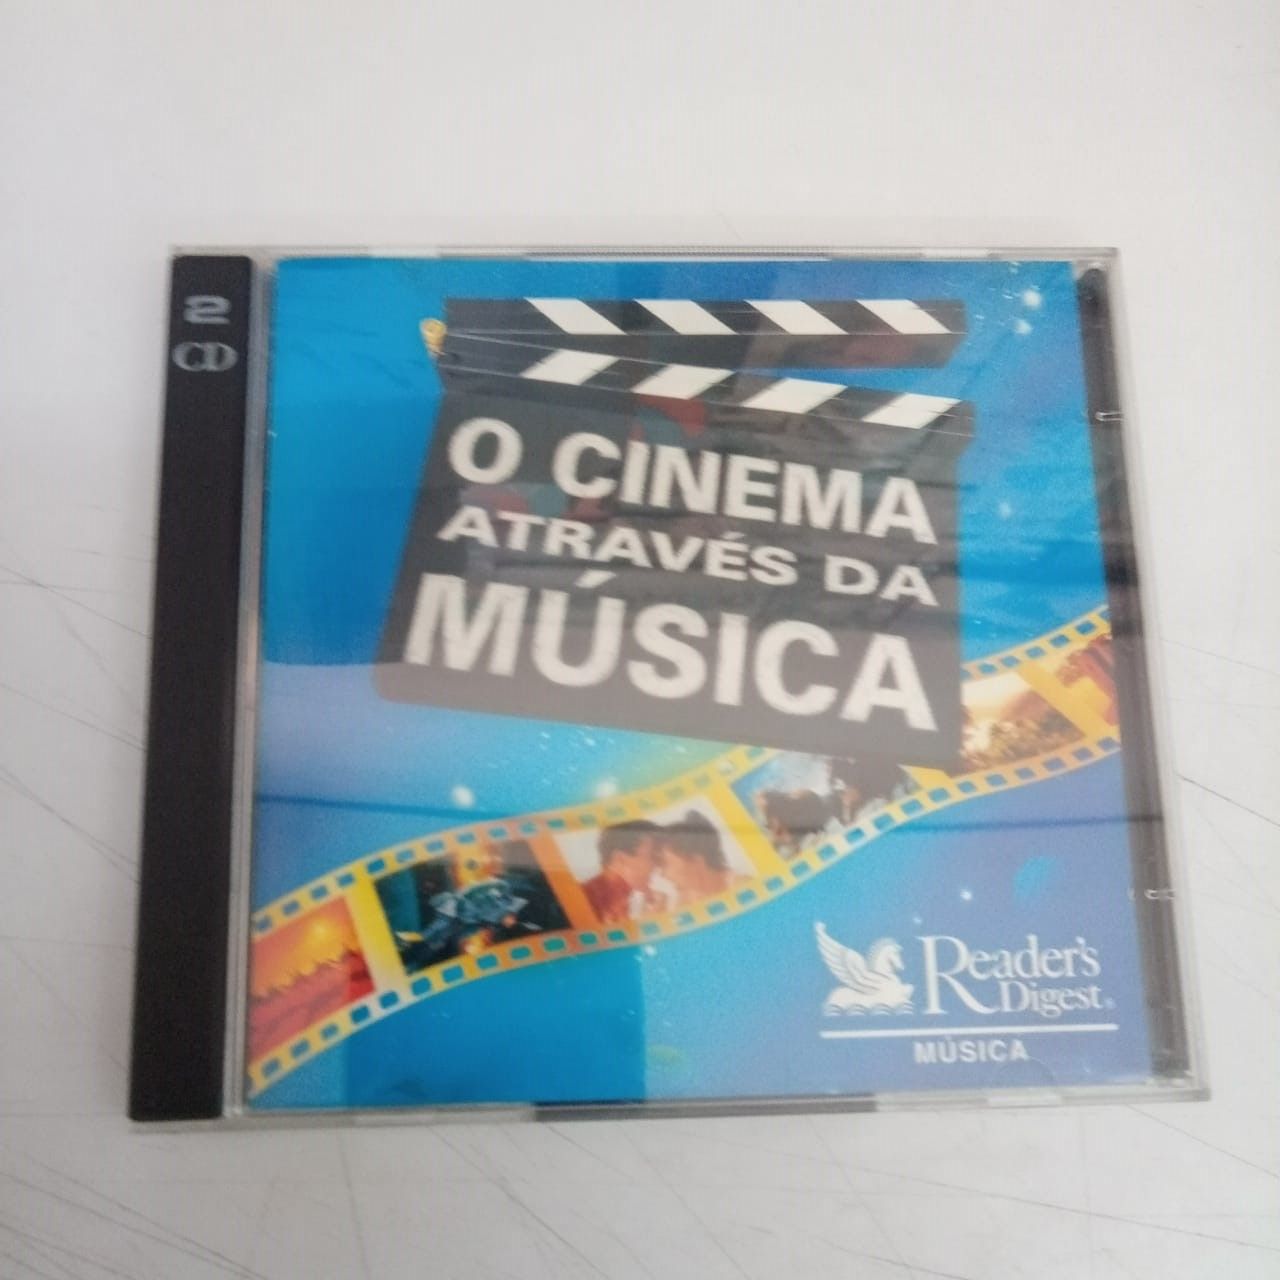 2
CD
O CINEMA
ATRAVÉS DA
MÚSICA
Reader's
Digest®
MÚSICA